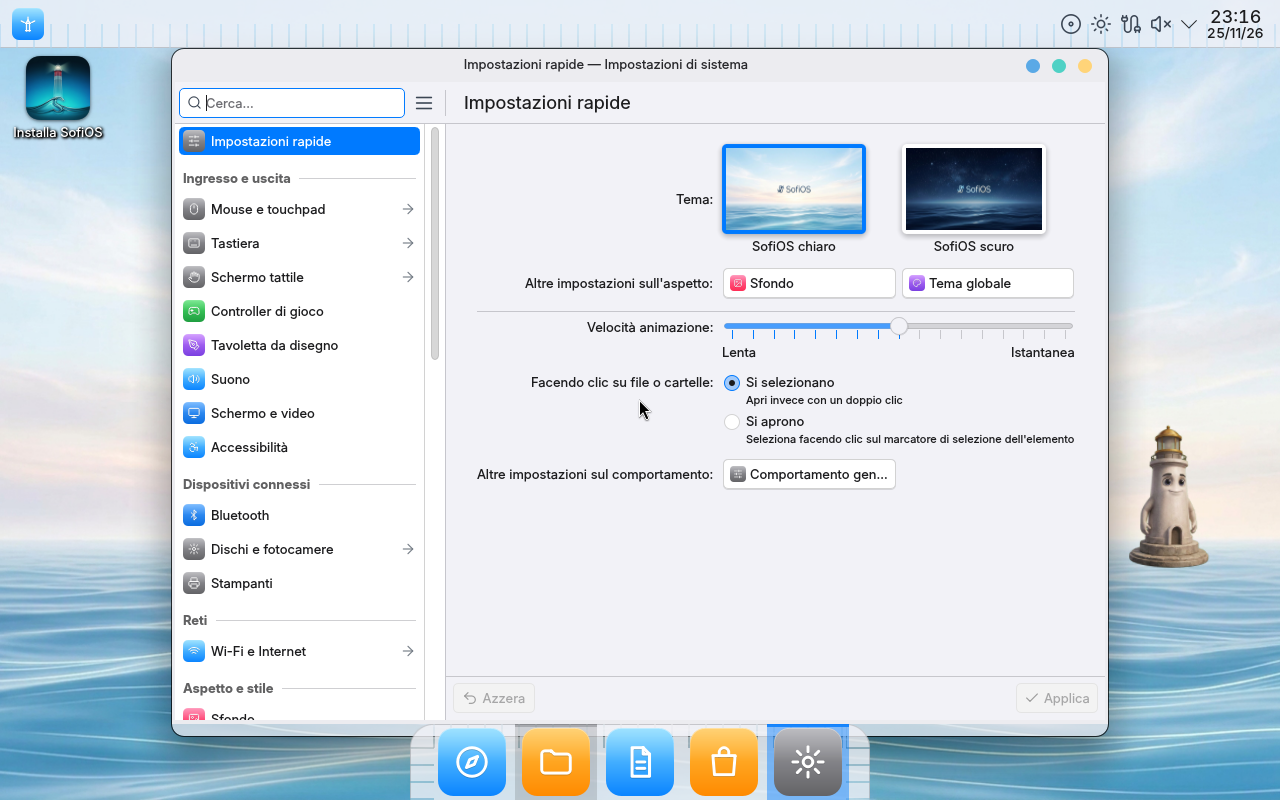 23:16
25/11/26
Installa SofiOS
Impostazioni rapide — Impostazioni di sistema
Cerca...
Impostazioni rapide
Impostazioni rapide
Ingresso e uscita
Mouse e touchpad
Tastiera
Schermo tattile
Controller di gioco
Tavoletta da disegno
Suono
Schermo e video
Accessibilità
Dispositivi connessi
Bluetooth
Dischi e fotocamere
Stampanti
Reti
Wi-Fi e Internet
Aspetto e stile
Sfondo
Tema:
SofiOS
SofiOS
SofiOS chiaro
SofiOS scuro
Altre impostazioni sull'aspetto:
Sfondo
Tema globale
Velocità animazione:
Lenta
Istantanea
Facendo clic su file o cartelle:
Si selezionano
Apri invece con un doppio clic
Si aprono
Seleziona facendo clic sul marcatore di selezione dell'elemento
Altre impostazioni sul comportamento:
Comportamento gen...
Azzera
Applica